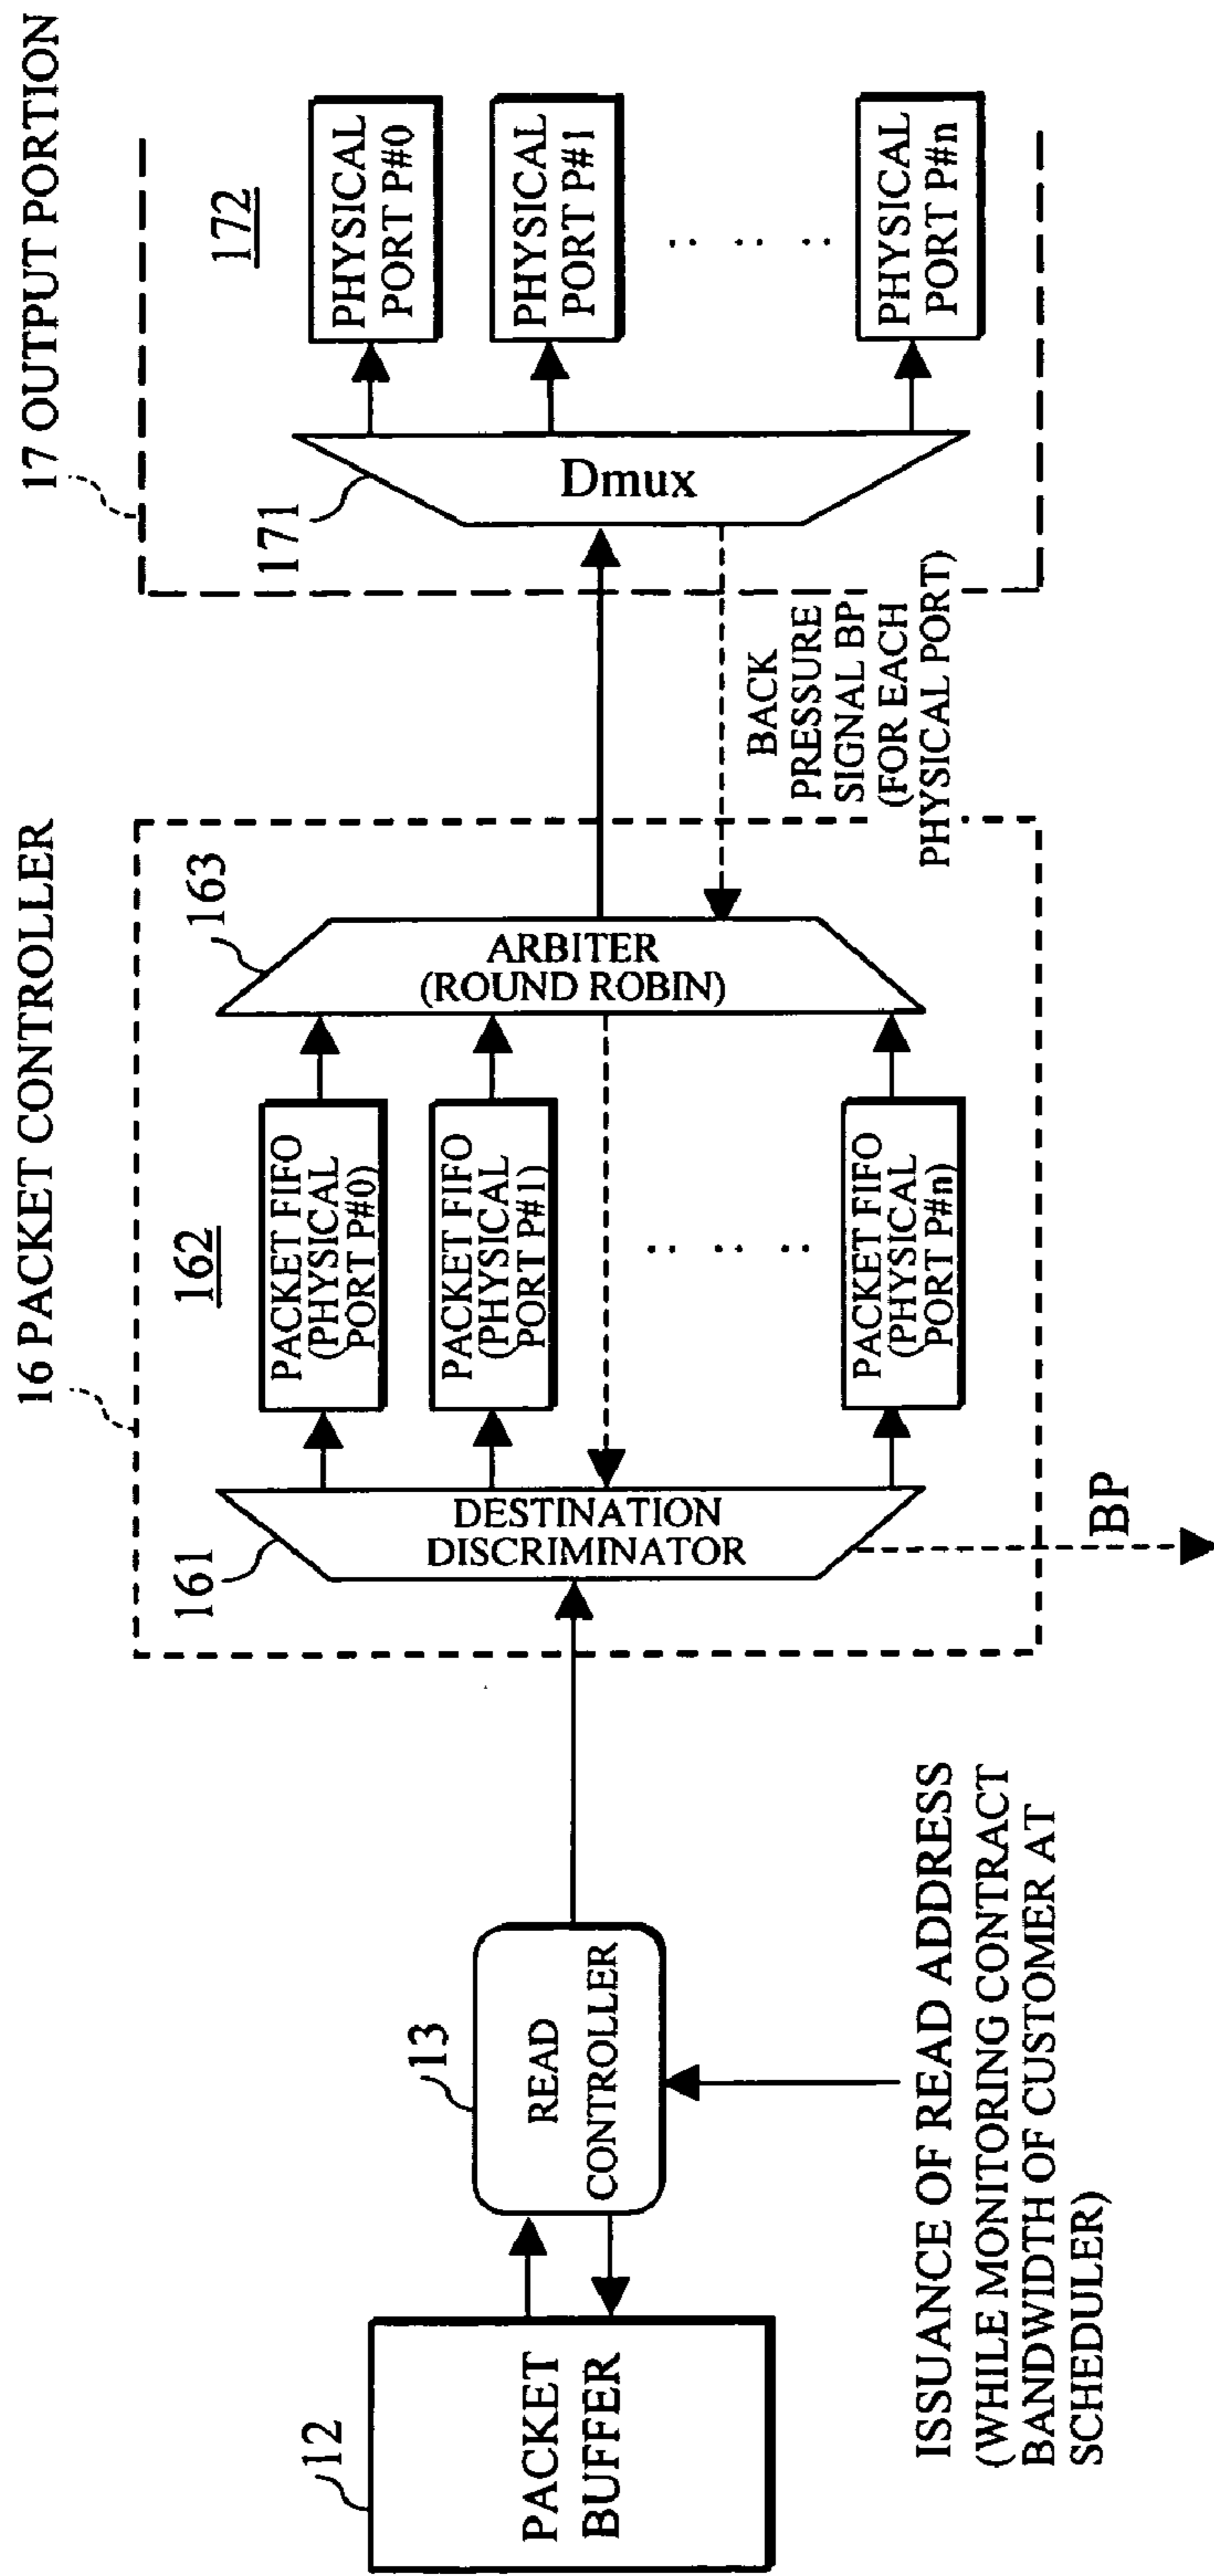 12
PACKET
BUFFER
13
READ
CONTROLLER
ISSUANCE OF READ ADDRESS
(WHILE MONITORING CONTRACT
BANDWIDTH OF CUSTOMER AT
SCHEDULER)
16 PACKET CONTROLLER
161
DESTINATION
DISCRIMINATOR
BP
162
PACKET FIFO
(PHYSICAL
PORT P#0)
PACKET FIFO
(PHYSICAL
PORT P#1)
PACKET FIFO
(PHYSICAL
PORT P#n)
163
ARBITER
(ROUND ROBIN)
BACK
PRESSURE
SIGNAL BP
(FOR EACH
PHYSICAL PORT)
17 OUTPUT PORTION
171
Dmux
172
PHYSICAL
PORT P#0
PHYSICAL
PORT P#1
PHYSICAL
PORT P#n